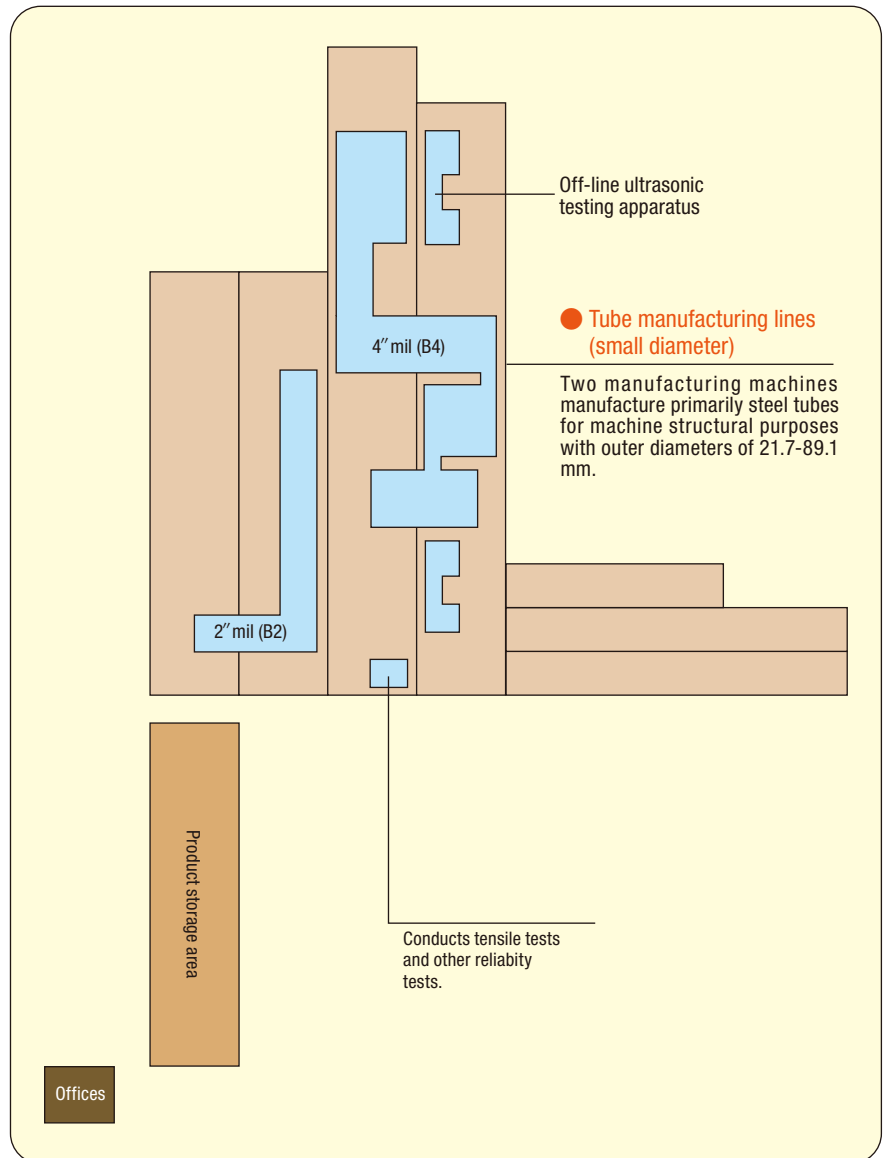 Off-line ultrasonic
testing apparatus
Tube manufacturing lines
(small diameter)
4″ mil (B4)
Two manufacturing machines
manufacture primarily steel tubes
for machine structural purposes
with outer diameters of 21.7-89.1
mm.
2″ mil (B2)
Product storage area
Conducts tensile tests
and other reliabity
tests.
Offices